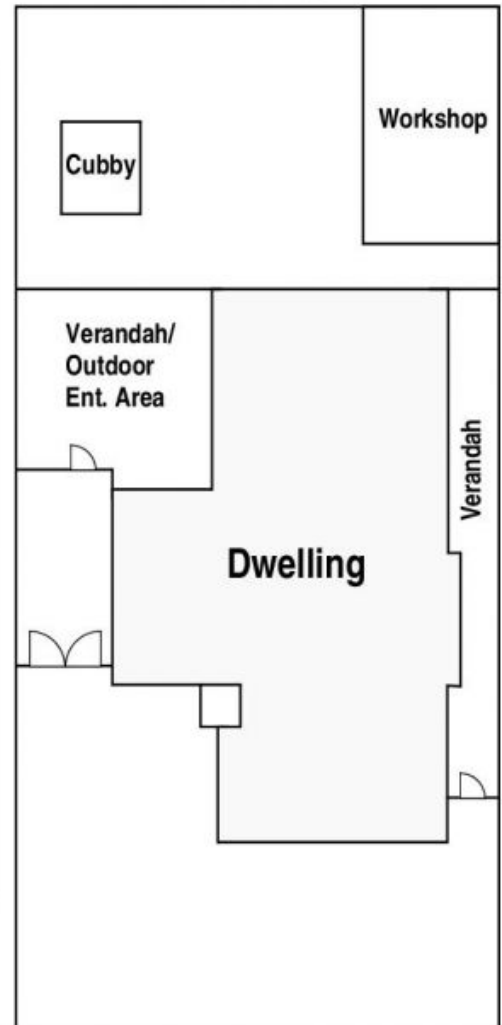 Workshop
Cubby
Verandah/
Outdoor
Ent. Area
Verandah
Dwelling